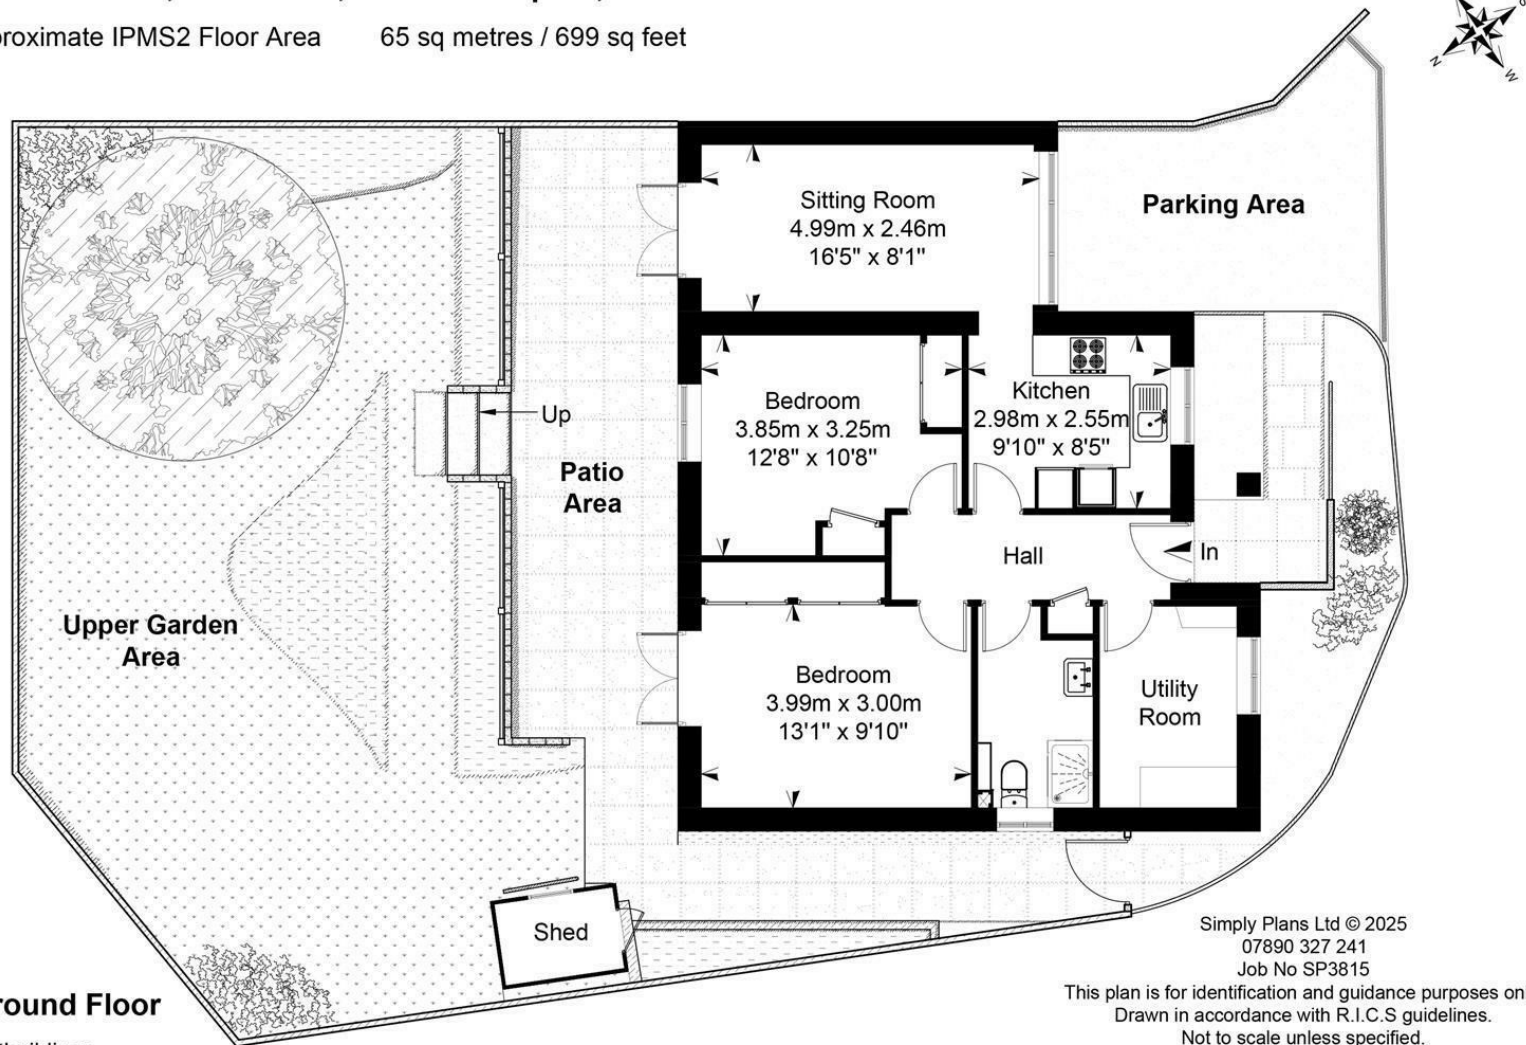 Approximate IPMS2 Floor Area 65 sq metres / 699 sq feet
N
W
Sitting Room
4.99m x 2.46m
16'5" x 8'1"
Parking Area
Bedroom
3.85m x 3.25m
12'8" x 10'8"
Kitchen
2.98m x 2.55m
9'10" x 8'5"
Up
Patio
Area
Hall
In
Upper Garden
Area
Bedroom
3.99m x 3.00m
13'1" x 9'10"
Utility
Room
Shed
Ground Floor
Simply Plans Ltd © 2025
07890 327 241
Job No SP3815
This plan is for identification and guidance purposes on
Drawn in accordance with R.I.C.S guidelines.
Not to scale unless specified.